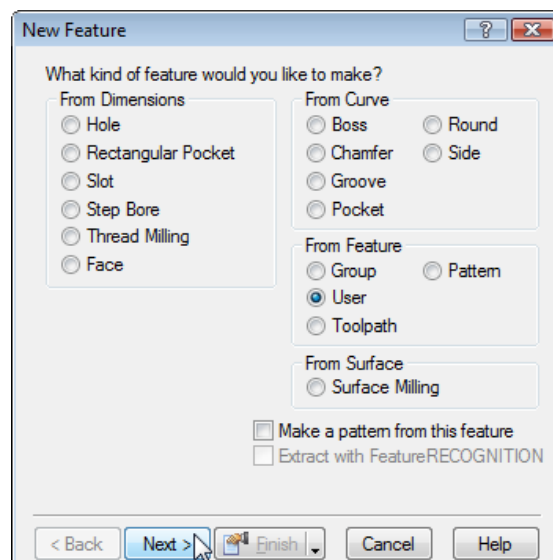 New Feature
What kind of feature would you like to make?
From Dimensions
Hole
Rectangular Pocket
Slot
Step Bore
Thread Milling
Face
From Curve
Boss
Round
Chamfer
Side
Groove
Pocket
From Feature
Group
Pattern
User
Toolpath
From Surface
Surface Milling
Make a pattern from this feature
Extract with FeatureRECOGNITION
< Back
Next >
Finish
Cancel
Help